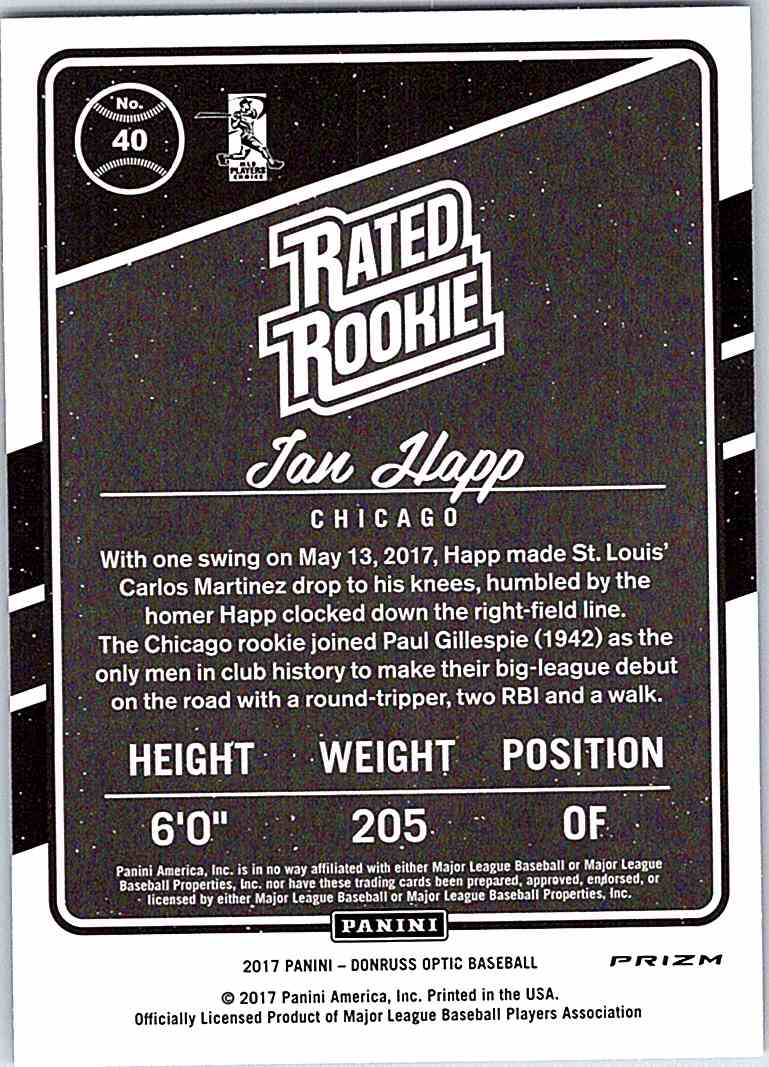 No.
40
MLB
PLAYERS
CHOICE
RATED
ROOKIE
Ian Happ
CHICAGO
With one swing on May 13, 2017, Happ made St. Louis'
Carlos Martinez drop to his knees, humbled by the
homer Happ clocked down the right-field line.
The Chicago rookie joined Paul Gillespie (1942) as the
only men in club history to make their big-league debut
on the road with a round-tripper, two RBI and a walk.
HEIGHT WEIGHT POSITION
6'0" 205 OF
Panini America, Inc. is in no way affiliated with either Major League Baseball or Major League
Baseball Properties, Inc. nor have these trading cards been prepared, approved, endorsed, or
licensed by either Major League Baseball or Major League Baseball Properties, Inc.
PANINI
2017 PANINI – DONRUSS OPTIC BASEBALL
PRIZM
© 2017 Panini America, Inc. Printed in the USA.
Officially Licensed Product of Major League Baseball Players Association